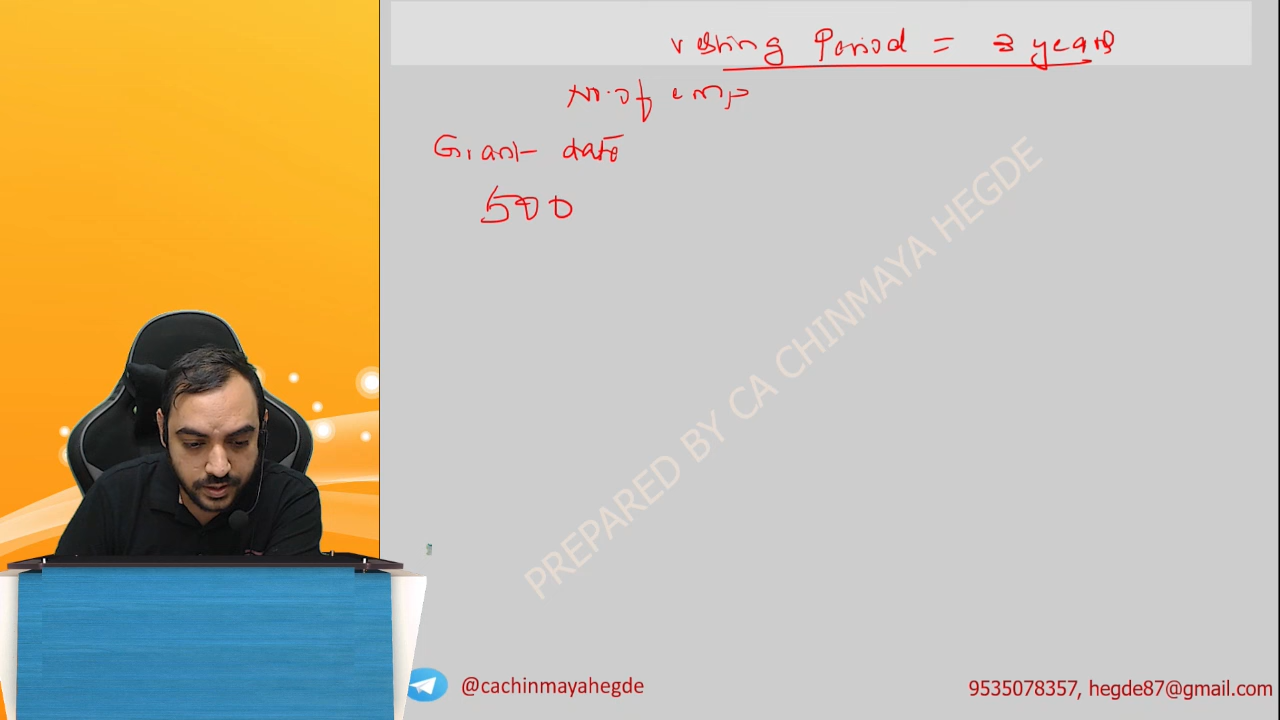 vesting Period = 3 years
No. of emp
Grant date
500
PREPARED BY CA CHINMAYA HEGDE
@cachinmayahegde
9535078357, hegde87@gmail.com